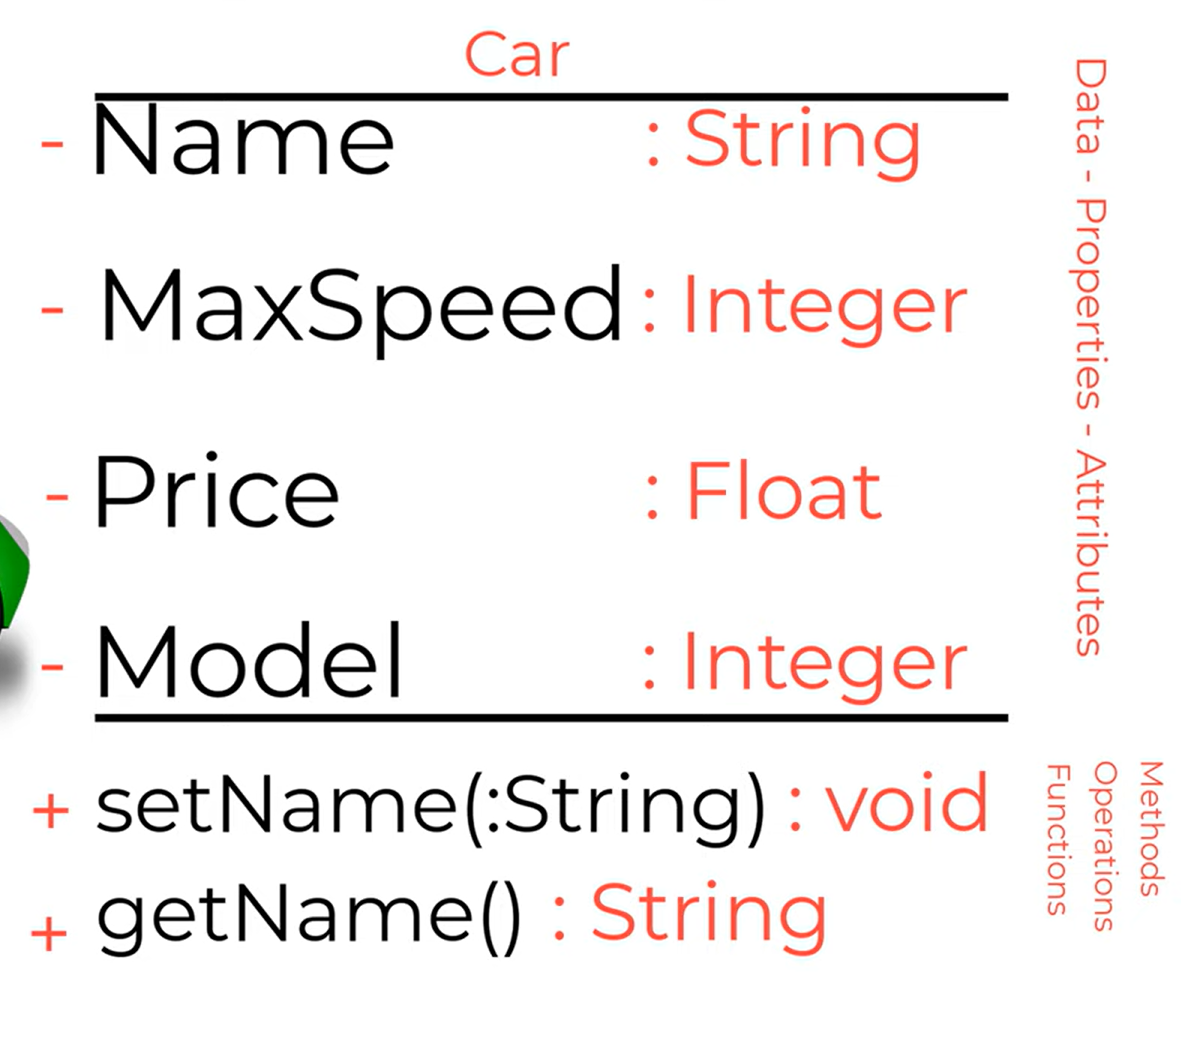 Car
- Name : String
- MaxSpeed : Integer
- Price : Float
- Model : Integer
+ setName(:String) : void
+ getName() : String
Data - Properties - Attributes
Methods
Operations
Functions